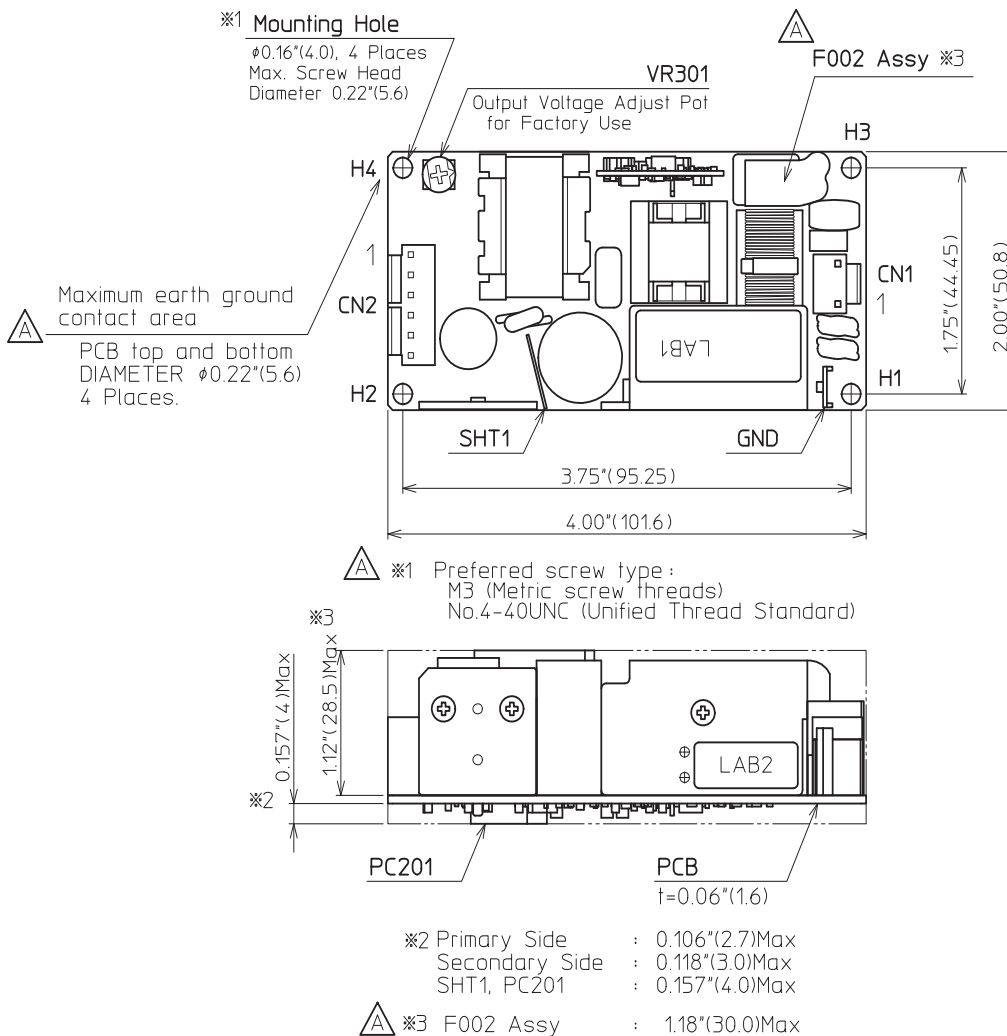 ※1 Mounting Hole
φ0.16"(4.0), 4 Places
Max. Screw Head
Diameter 0.22"(5.6)
VR301
Output Voltage Adjust Pot
for Factory Use
A
F002 Assy ※3
H3
H4
1
CN2
CN1
1
A
Maximum earth ground
contact area
PCB top and bottom
DIAMETER φ0.22"(5.6)
4 Places.
LAB1
H2
H1
SHT1
GND
1.75"(44.45)
2.00"(50.8)
3.75"(95.25)
4.00"(101.6)
A ※1 Preferred screw type :
M3 (Metric screw threads)
No.4-40UNC (Unified Thread Standard)
※3
1.12"(28.5)Max
0.157"(4)Max
※2
LAB2
PC201
PCB
t=0.06"(1.6)
※2 Primary Side : 0.106"(2.7)Max
Secondary Side : 0.118"(3.0)Max
SHT1, PC201 : 0.157"(4.0)Max
A ※3 F002 Assy : 1.18"(30.0)Max